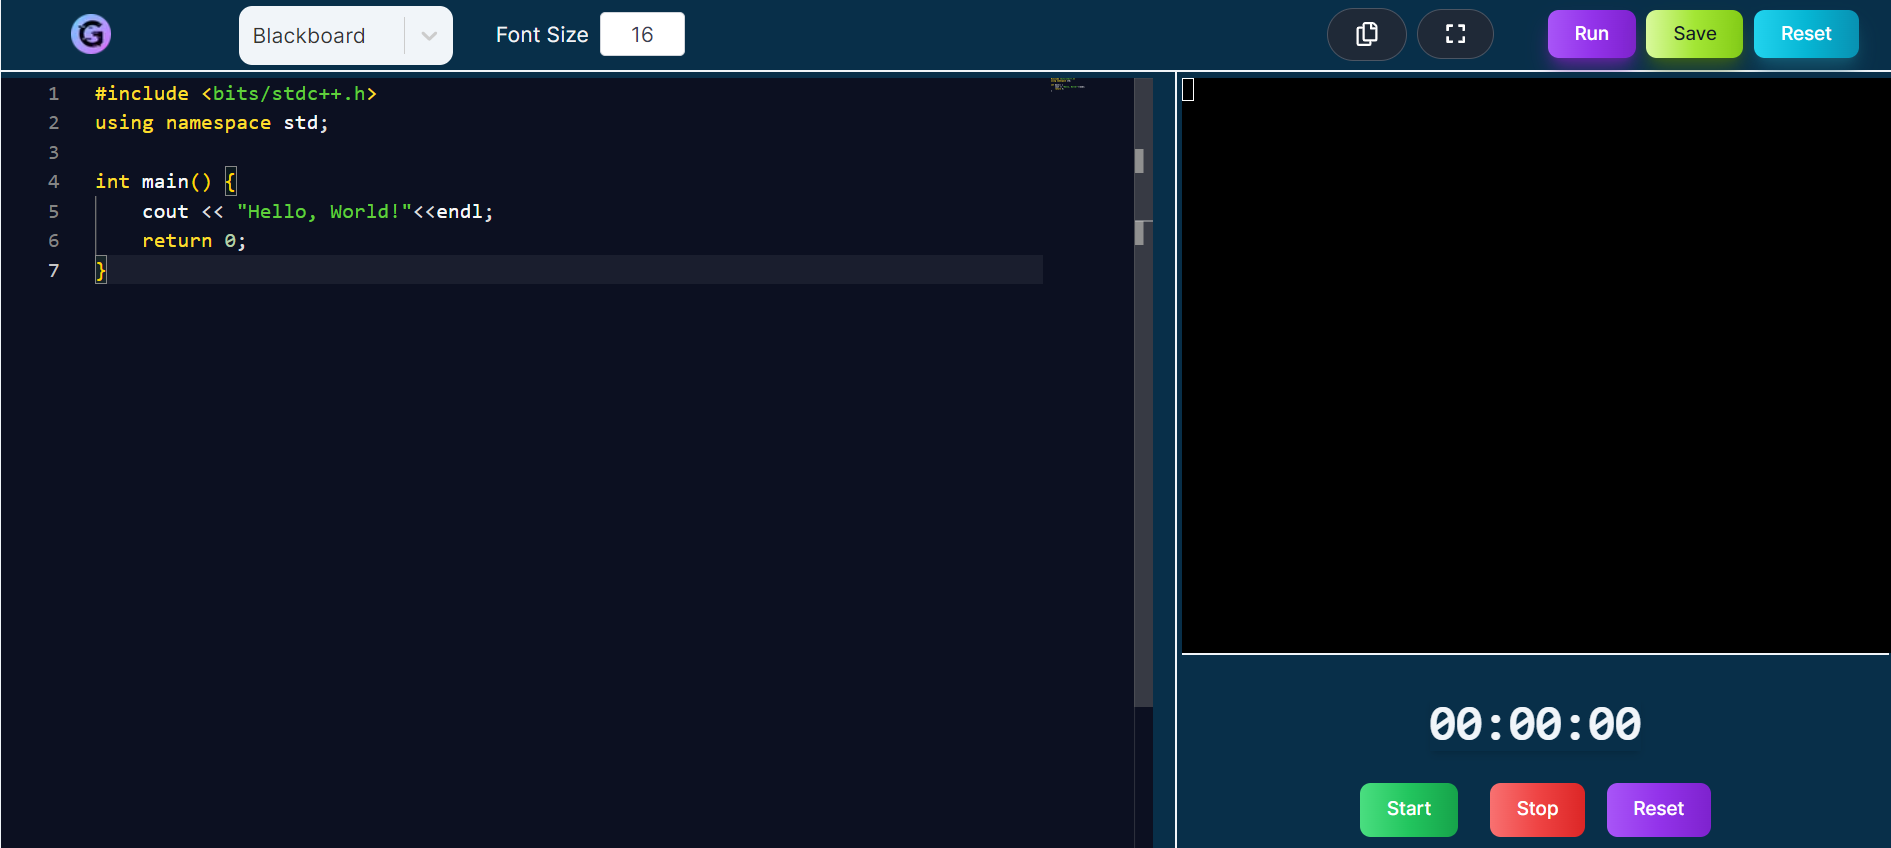 Blackboard
Font Size 16
Run Save Reset
1 #include <bits/stdc++.h>
2 using namespace std;
3
4 int main() {
5 cout << "Hello, World!"<<endl;
6 return 0;
7 }
00:00:00
Start Stop Reset